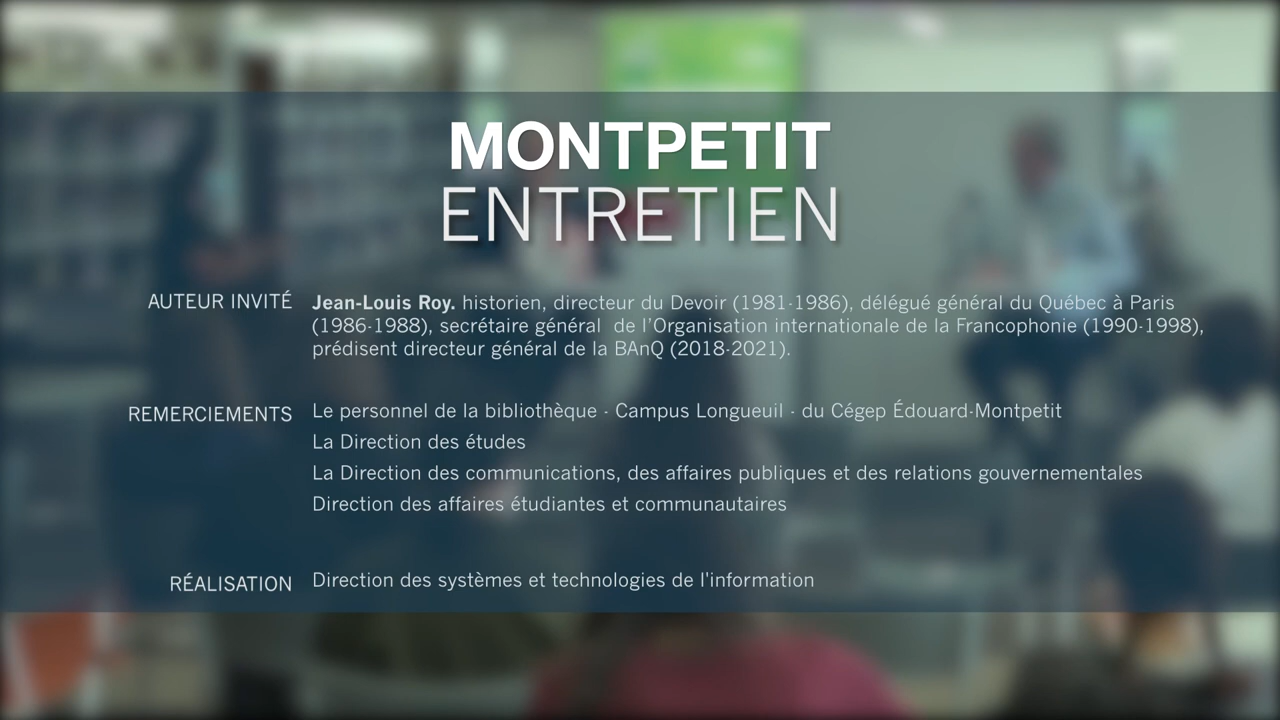 MONTPETIT
ENTRETIEN
AUTEUR INVITÉ
Jean-Louis Roy. historien, directeur du Devoir (1981-1986), délégué général du Québec à Paris
(1986-1988), secrétaire général  de l'Organisation internationale de la Francophonie (1990-1998),
prédisent directeur général de la BAnQ (2018-2021).
REMERCIEMENTS
Le personnel de la bibliothèque - Campus Longueuil - du Cégep Édouard-Montpetit
La Direction des études
La Direction des communications, des affaires publiques et des relations gouvernementales
Direction des affaires étudiantes et communautaires
RÉALISATION
Direction des systèmes et technologies de l'information